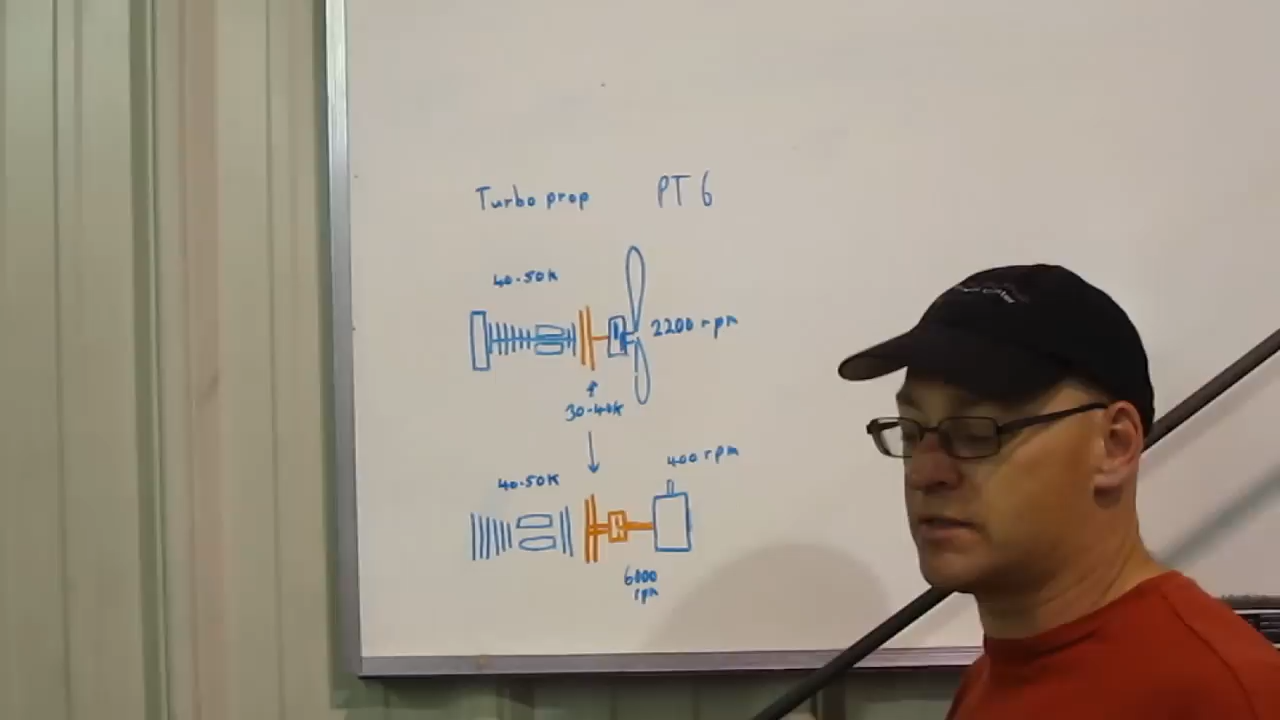 Turbo prop PT 6
40-50K
2200 rpm
30-40K
400 rpm
40-50K
6000
rpm